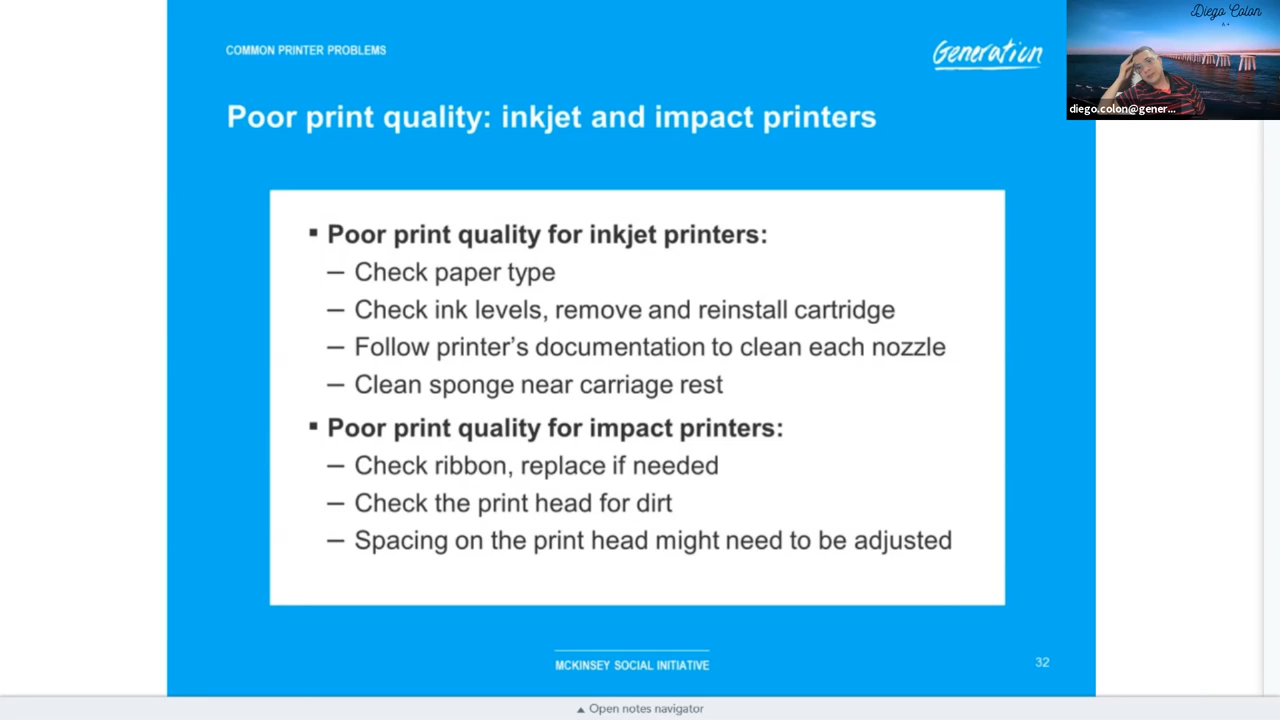 COMMON PRINTER PROBLEMS
Generation
Diego Colon
A+
diego.colon@gener...
Poor print quality: inkjet and impact printers
▪ Poor print quality for inkjet printers:
– Check paper type
– Check ink levels, remove and reinstall cartridge
– Follow printer’s documentation to clean each nozzle
– Clean sponge near carriage rest
▪ Poor print quality for impact printers:
– Check ribbon, replace if needed
– Check the print head for dirt
– Spacing on the print head might need to be adjusted
MCKINSEY SOCIAL INITIATIVE
32
▲ Open notes navigator